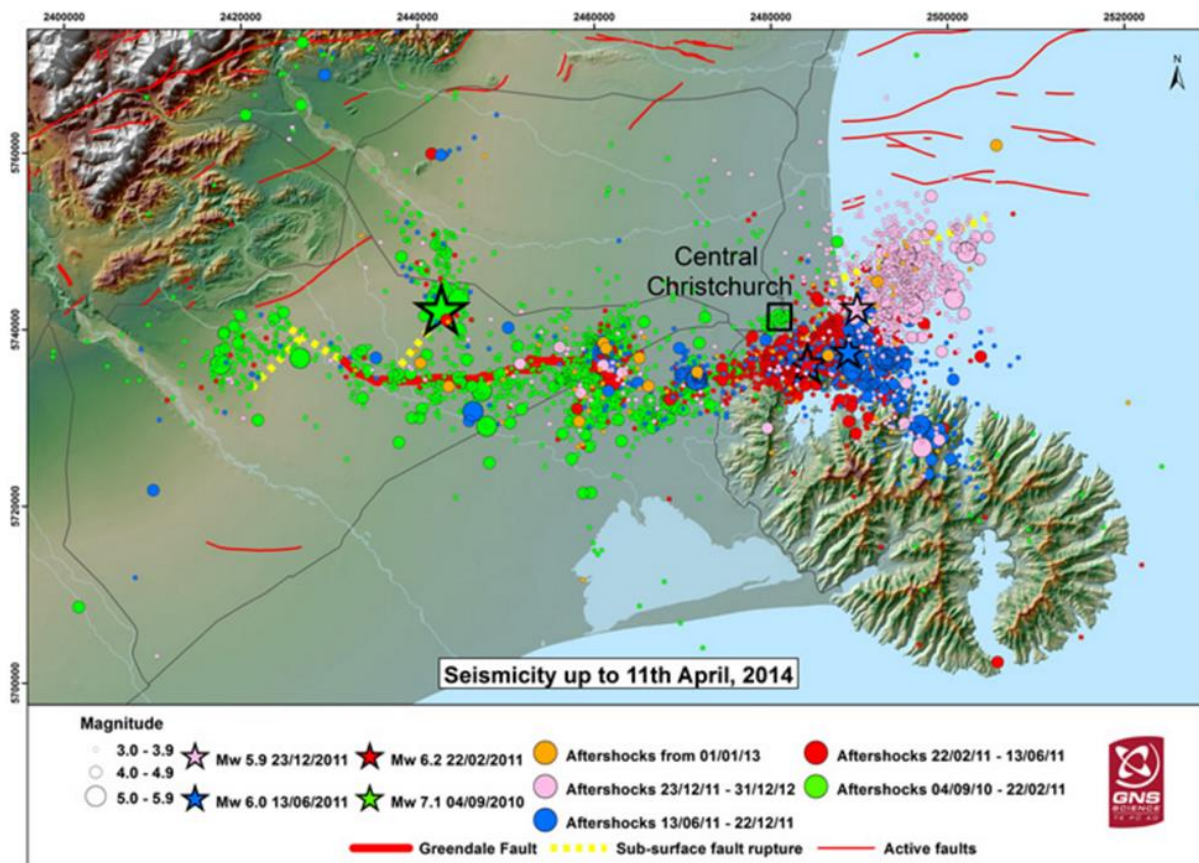 2400000 2420000 2440000 2460000 2480000 2500000 2520000
N
5760000
Central
Christchurch
5740000
5720000
5700000
Seismicity up to 11th April, 2014
Magnitude
3.0 - 3.9
4.0 - 4.9
5.0 - 5.9
Mw 5.9 23/12/2011
Mw 6.2 22/02/2011
Mw 6.0 13/06/2011
Mw 7.1 04/09/2010
Aftershocks from 01/01/13
Aftershocks 22/02/11 - 13/06/11
Aftershocks 23/12/11 - 31/12/12
Aftershocks 04/09/10 - 22/02/11
Aftershocks 13/06/11 - 22/12/11
Greendale Fault
Sub-surface fault rupture
Active faults
GNS
SCIENCE
TE PŪ AO